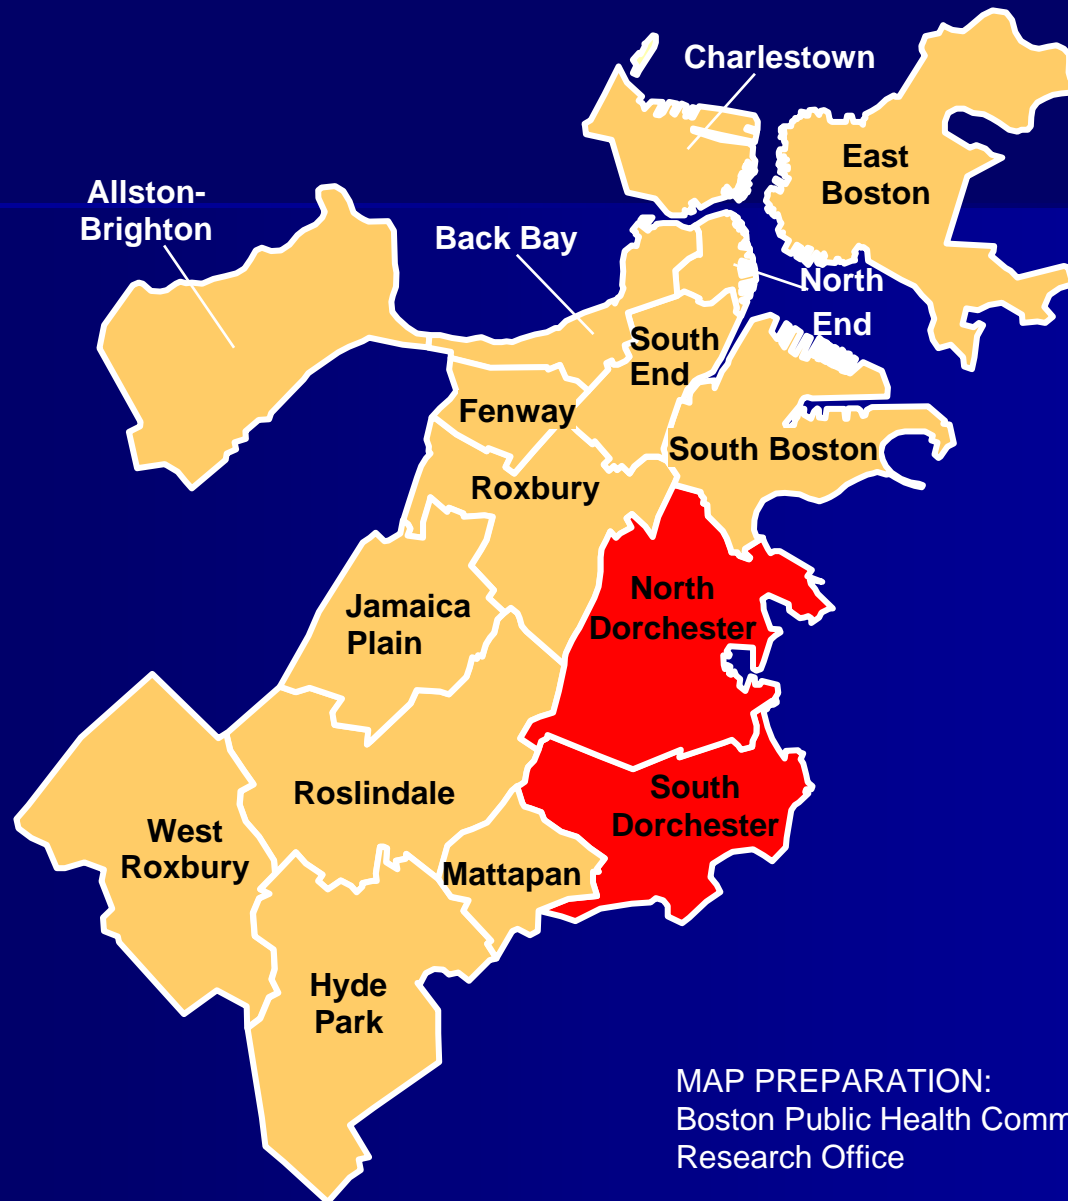 Charlestown
East
Boston
Allston-
Brighton
Back Bay
North
End
South
End
Fenway
South Boston
Roxbury
North
Dorchester
Jamaica
Plain
South
Dorchester
Roslindale
West
Roxbury
Mattapan
Hyde
Park
MAP PREPARATION:
Boston Public Health Comm
Research Office